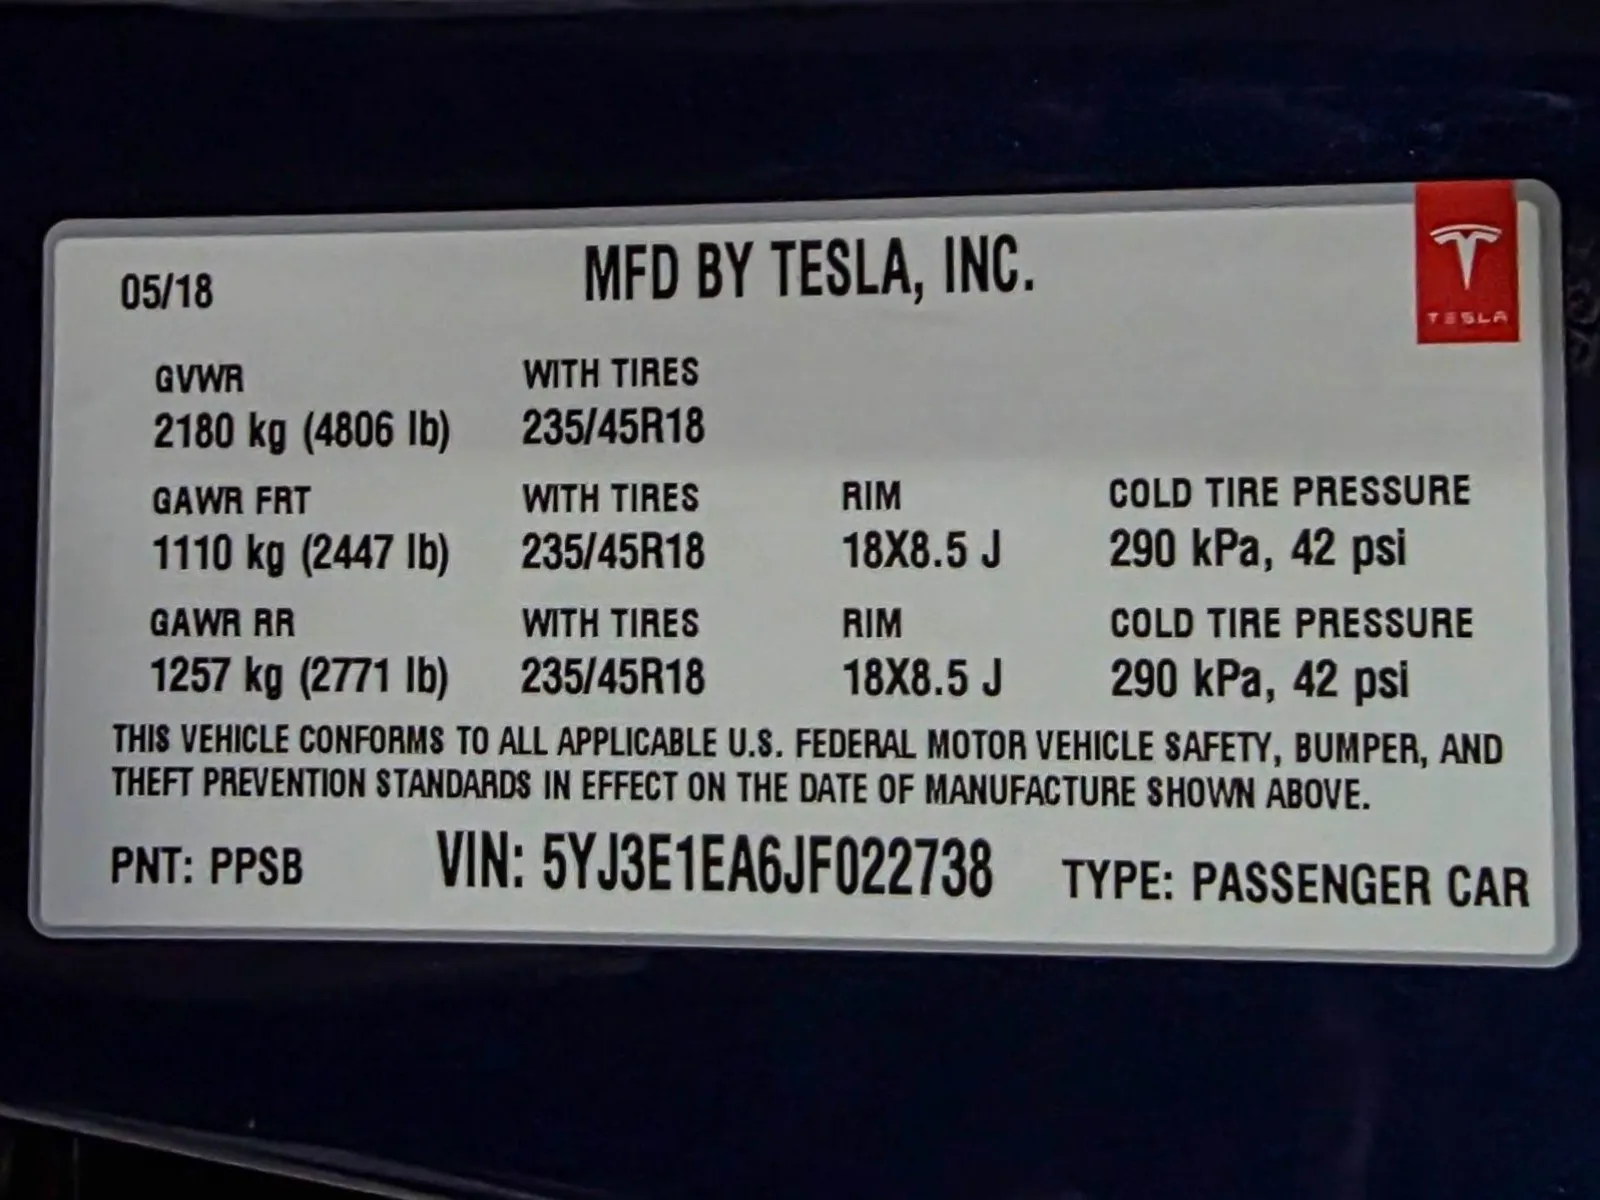 05/18 MFD BY TESLA, INC.
TESLA
GVWR WITH TIRES
2180 kg (4806 lb) 235/45R18
GAWR FRT WITH TIRES RIM COLD TIRE PRESSURE
1110 kg (2447 lb) 235/45R18 18X8.5 J 290 kPa, 42 psi
GAWR RR WITH TIRES RIM COLD TIRE PRESSURE
1257 kg (2771 lb) 235/45R18 18X8.5 J 290 kPa, 42 psi
THIS VEHICLE CONFORMS TO ALL APPLICABLE U.S. FEDERAL MOTOR VEHICLE SAFETY, BUMPER, AND
THEFT PREVENTION STANDARDS IN EFFECT ON THE DATE OF MANUFACTURE SHOWN ABOVE.
PNT: PPSB VIN: 5YJ3E1EA6JF022738 TYPE: PASSENGER CAR